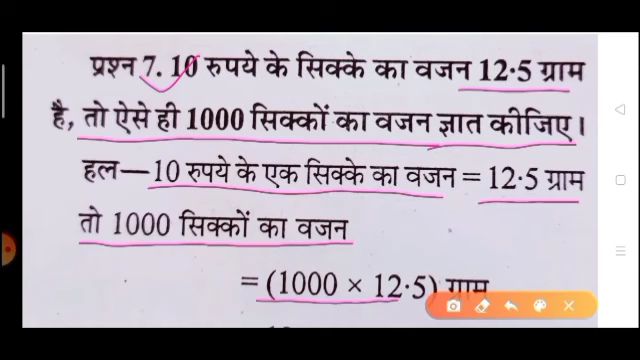 प्रश्न 7. 10 रुपये के सिक्के का वजन 12·5 ग्राम
है, तो ऐसे ही 1000 सिक्कों का वजन ज्ञात कीजिए।
हल— 10 रुपये के एक सिक्के का वजन = 12·5 ग्राम
तो 1000 सिक्कों का वजन
= (1000 × 12·5) ग्राम